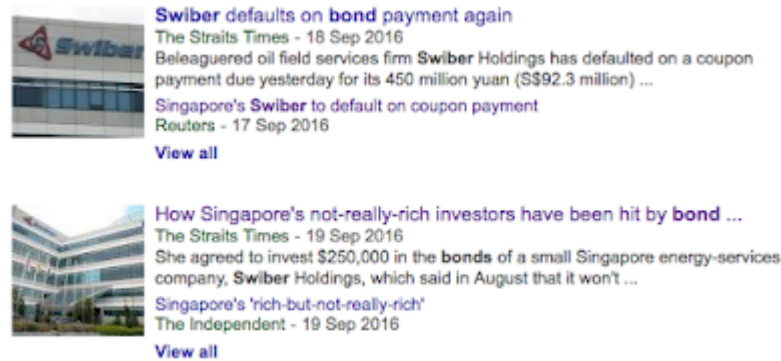 Swiber
Swiber defaults on bond payment again
The Straits Times - 18 Sep 2016
Beleaguered oil field services firm Swiber Holdings has defaulted on a coupon
payment due yesterday for its 450 million yuan (S$92.3 million) ...
Singapore's Swiber to default on coupon payment
Reuters - 17 Sep 2016
View all
How Singapore's not-really-rich investors have been hit by bond ...
The Straits Times - 19 Sep 2016
She agreed to invest $250,000 in the bonds of a small Singapore energy-services
company, Swiber Holdings, which said in August that it won't ...
Singapore's 'rich-but-not-really-rich'
The Independent - 19 Sep 2016
View all